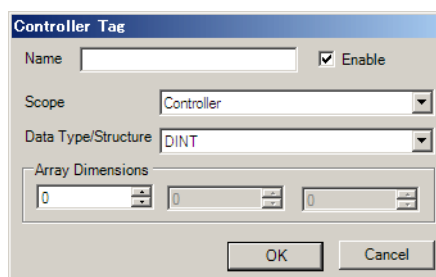 Controller Tag
Name Enable
Scope Controller
Data Type/Structure DINT
Array Dimensions
0 0 0
OK Cancel